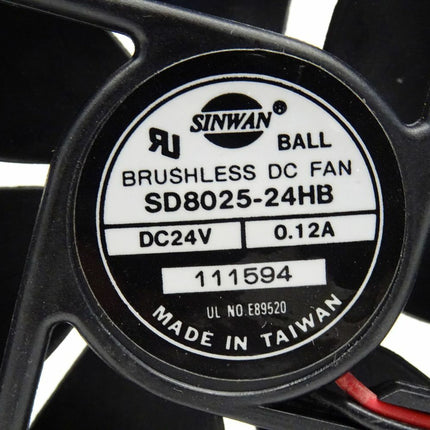 SINWAN®
BALL
BRUSHLESS DC FAN
SD8025-24HB
DC24V 0.12A
111594
UL NO.E89520
MADE IN TAIWAN